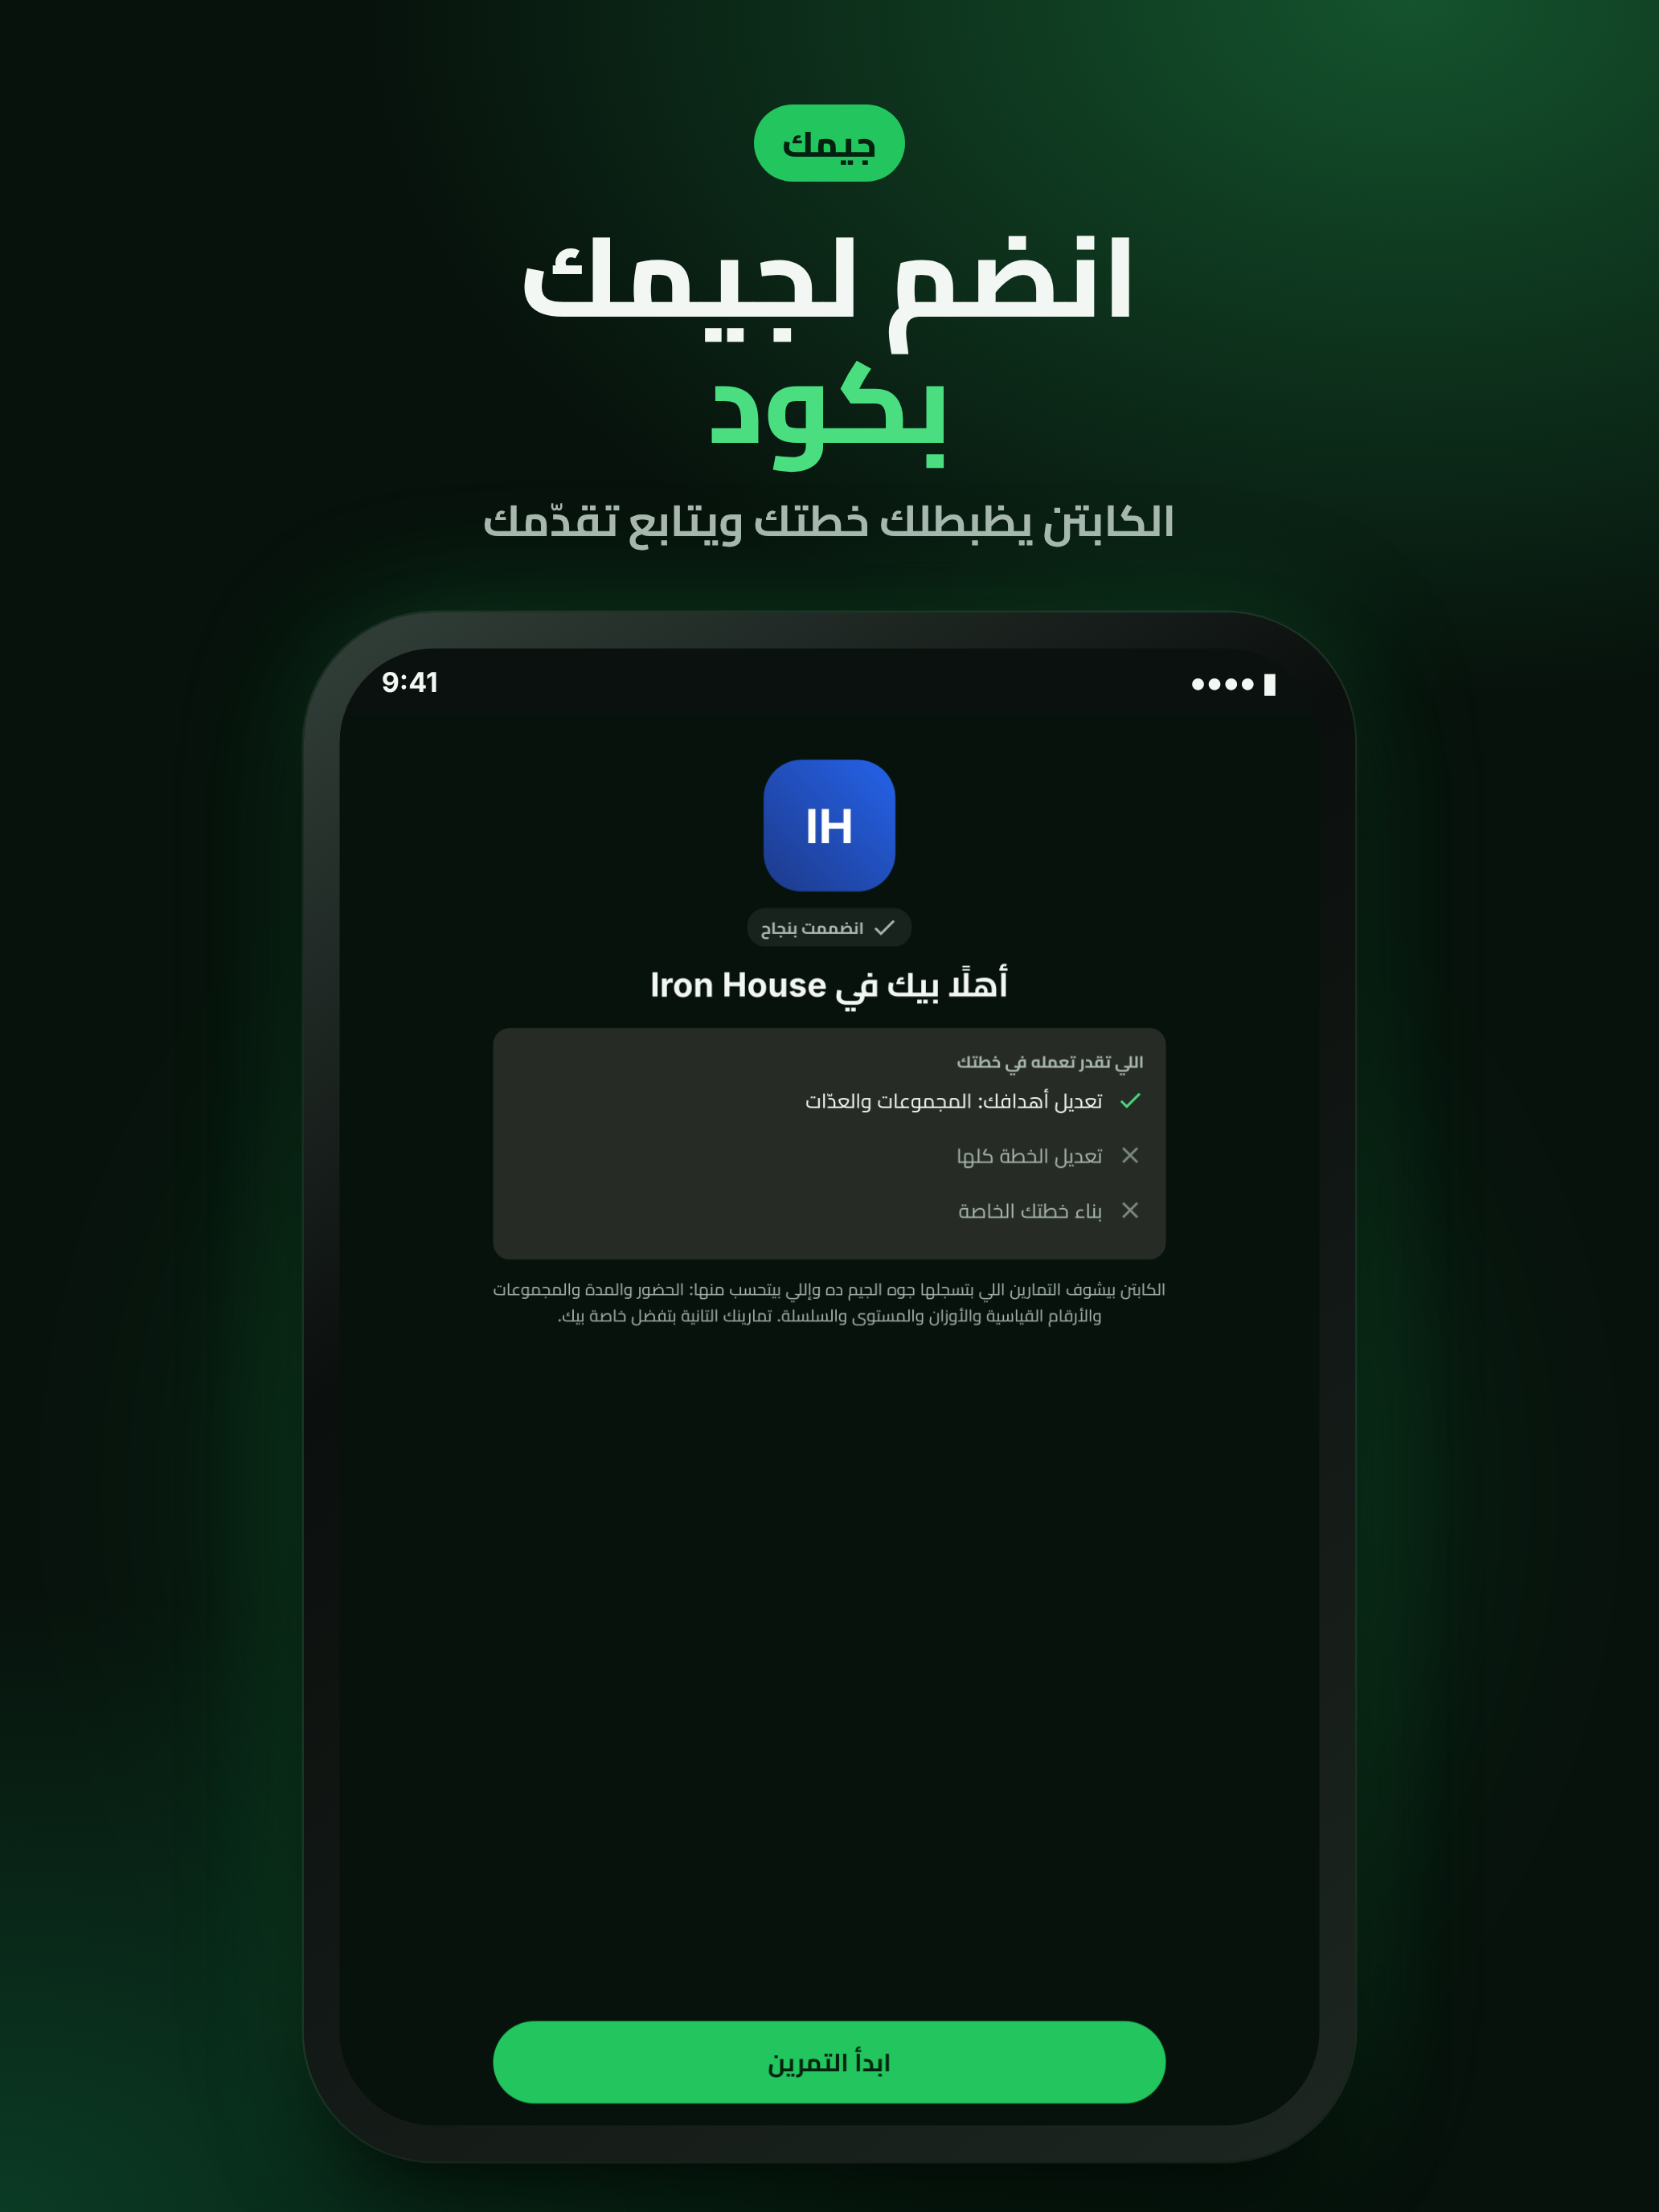 جيمك
انضم لجيمك
بكود
الكابتن يظبطلك خطتك ويتابع تقدّمك
9:41
IH
انضممت بنجاح
أهلًا بيك في Iron House
اللي تقدر تعمله في خطتك
تعديل أهدافك: المجموعات والعدّات
تعديل الخطة كلها
بناء خطتك الخاصة
الكابتن بيشوف التمارين اللي بتسجلها جوه الجيم ده وإللي بيتحسب منها: الحضور والمدة والمجموعات
والأرقام القياسية والأوزان والمستوى والسلسلة. تمارينك التانية بتفضل خاصة بيك.
ابدأ التمرين